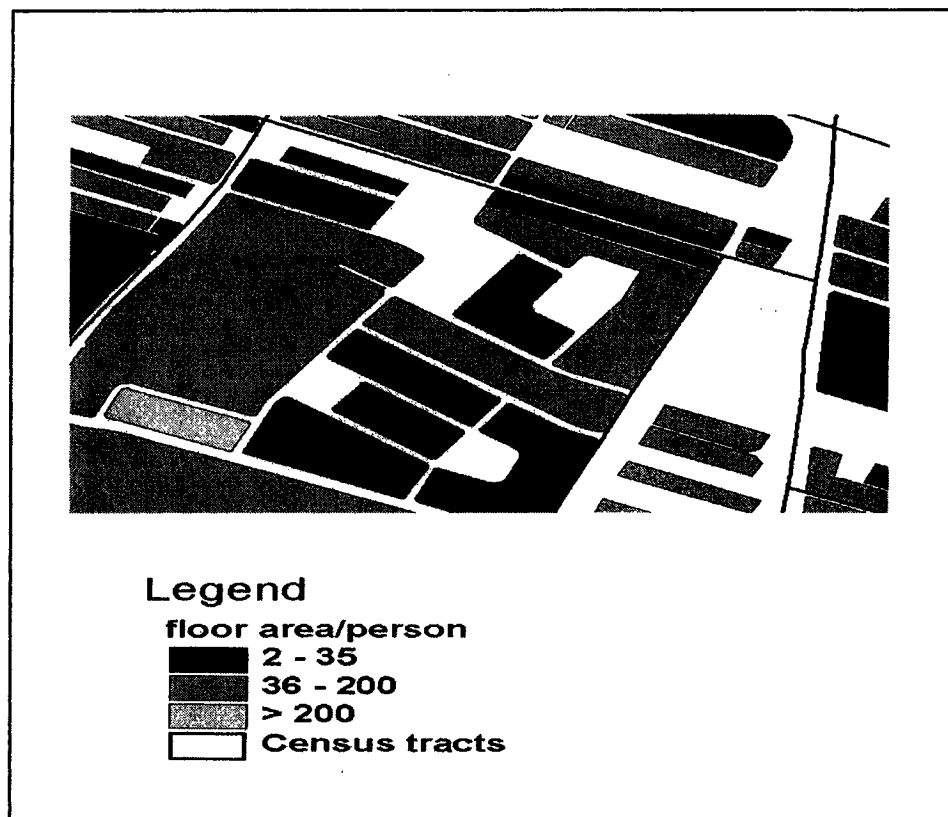 Legend
floor area/person
2 - 35
36 - 200
> 200
Census tracts